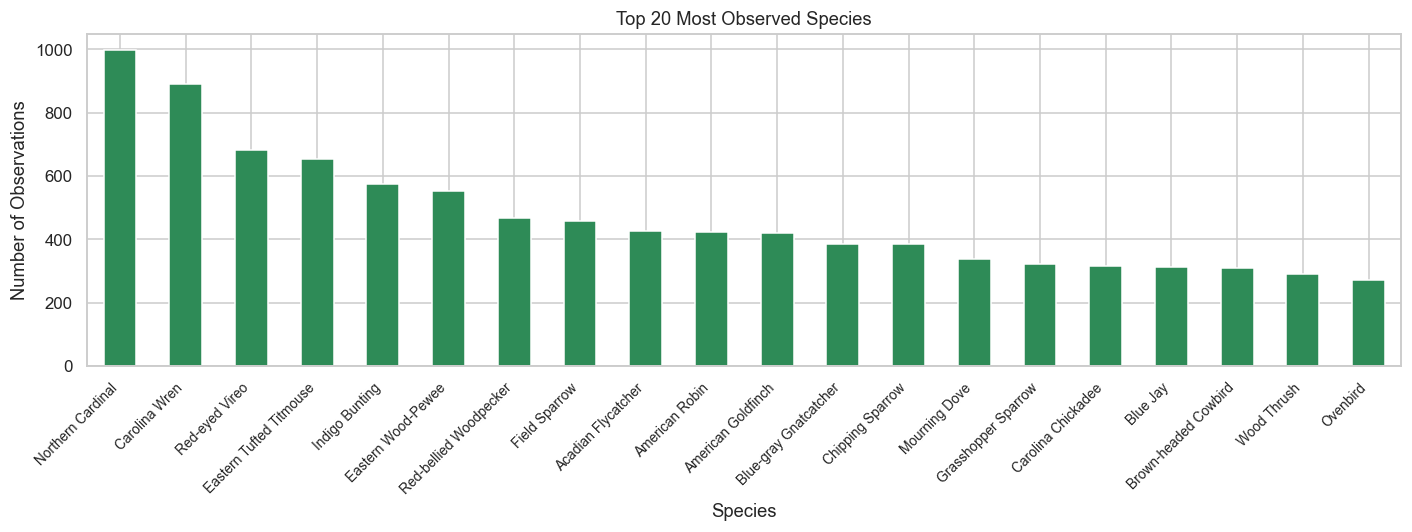 Top 20 Most Observed Species
Number of Observations
1000
800
600
400
200
0
Northern Cardinal
Carolina Wren
Red-eyed Vireo
Eastern Tufted Titmouse
Indigo Bunting
Eastern Wood-Pewee
Red-bellied Woodpecker
Field Sparrow
Acadian Flycatcher
American Robin
American Goldfinch
Blue-gray Gnatcatcher
Chipping Sparrow
Mourning Dove
Grasshopper Sparrow
Carolina Chickadee
Blue Jay
Brown-headed Cowbird
Wood Thrush
Ovenbird
Species